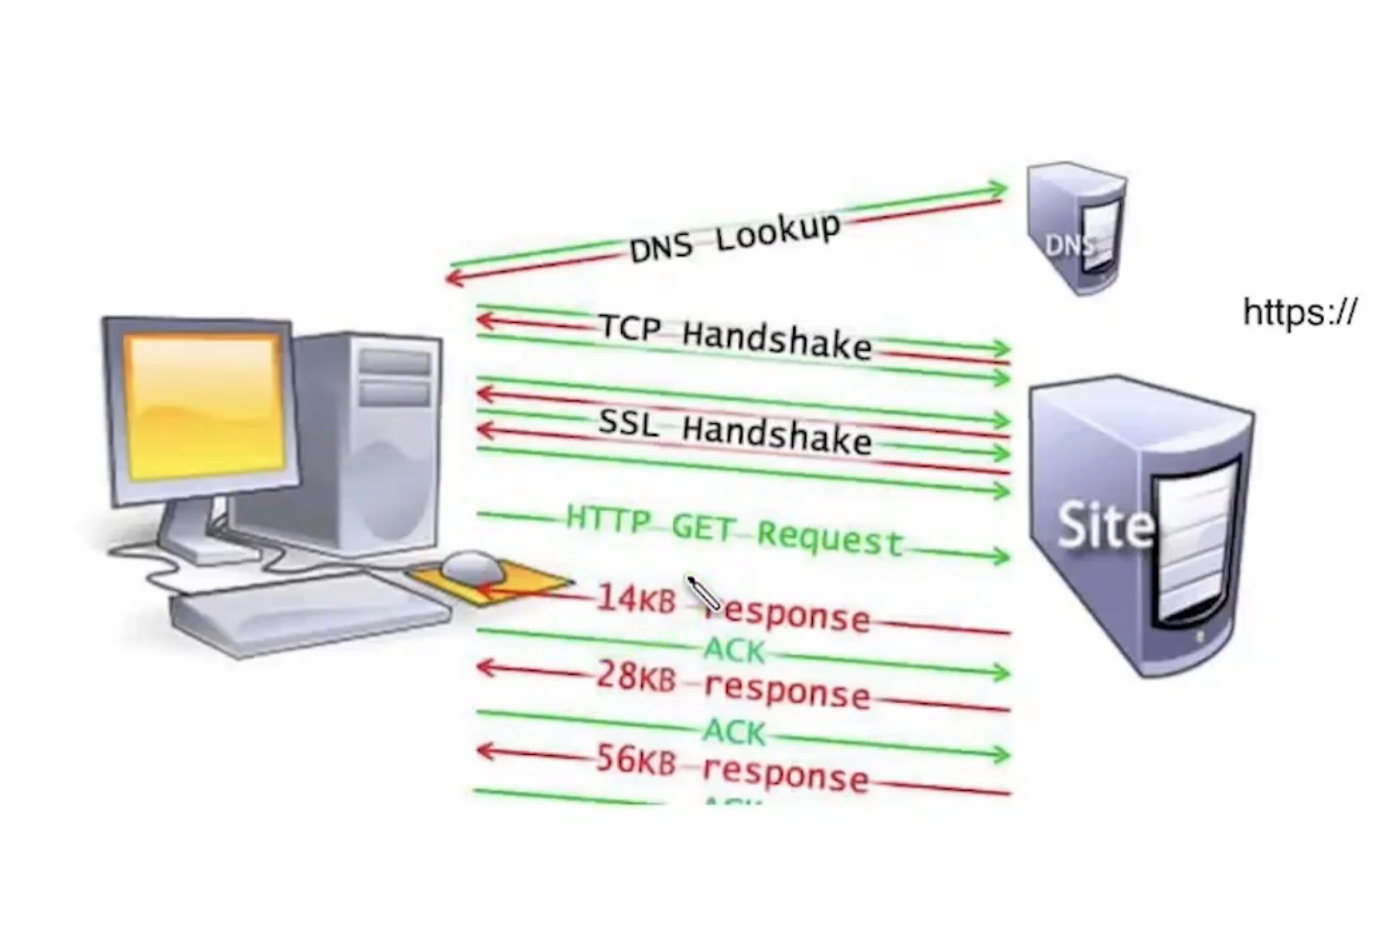 DNS Lookup
DNS
https://
TCP Handshake
SSL Handshake
Site
HTTP GET Request
14KB response
ACK
28KB response
ACK
56KB response
ACK